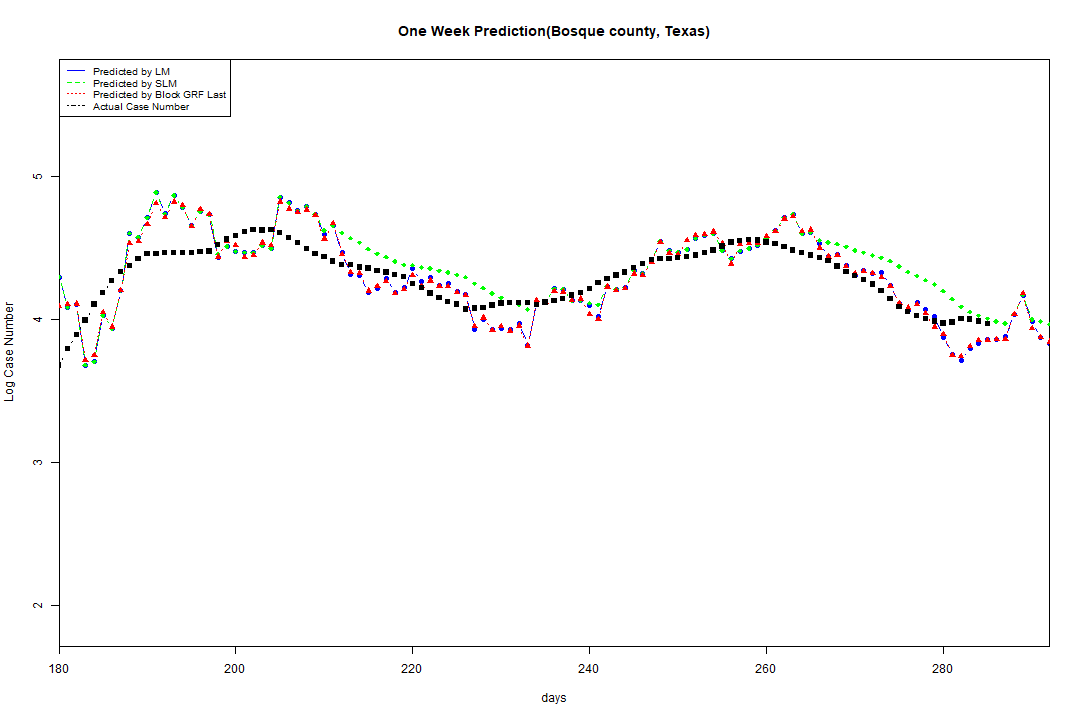 One Week Prediction(Bosque county, Texas)
Predicted by LM
Predicted by SLM
Predicted by Block GRF Last
Actual Case Number
5
4
3
2
Log Case Number
180 200 220 240 260 280
days